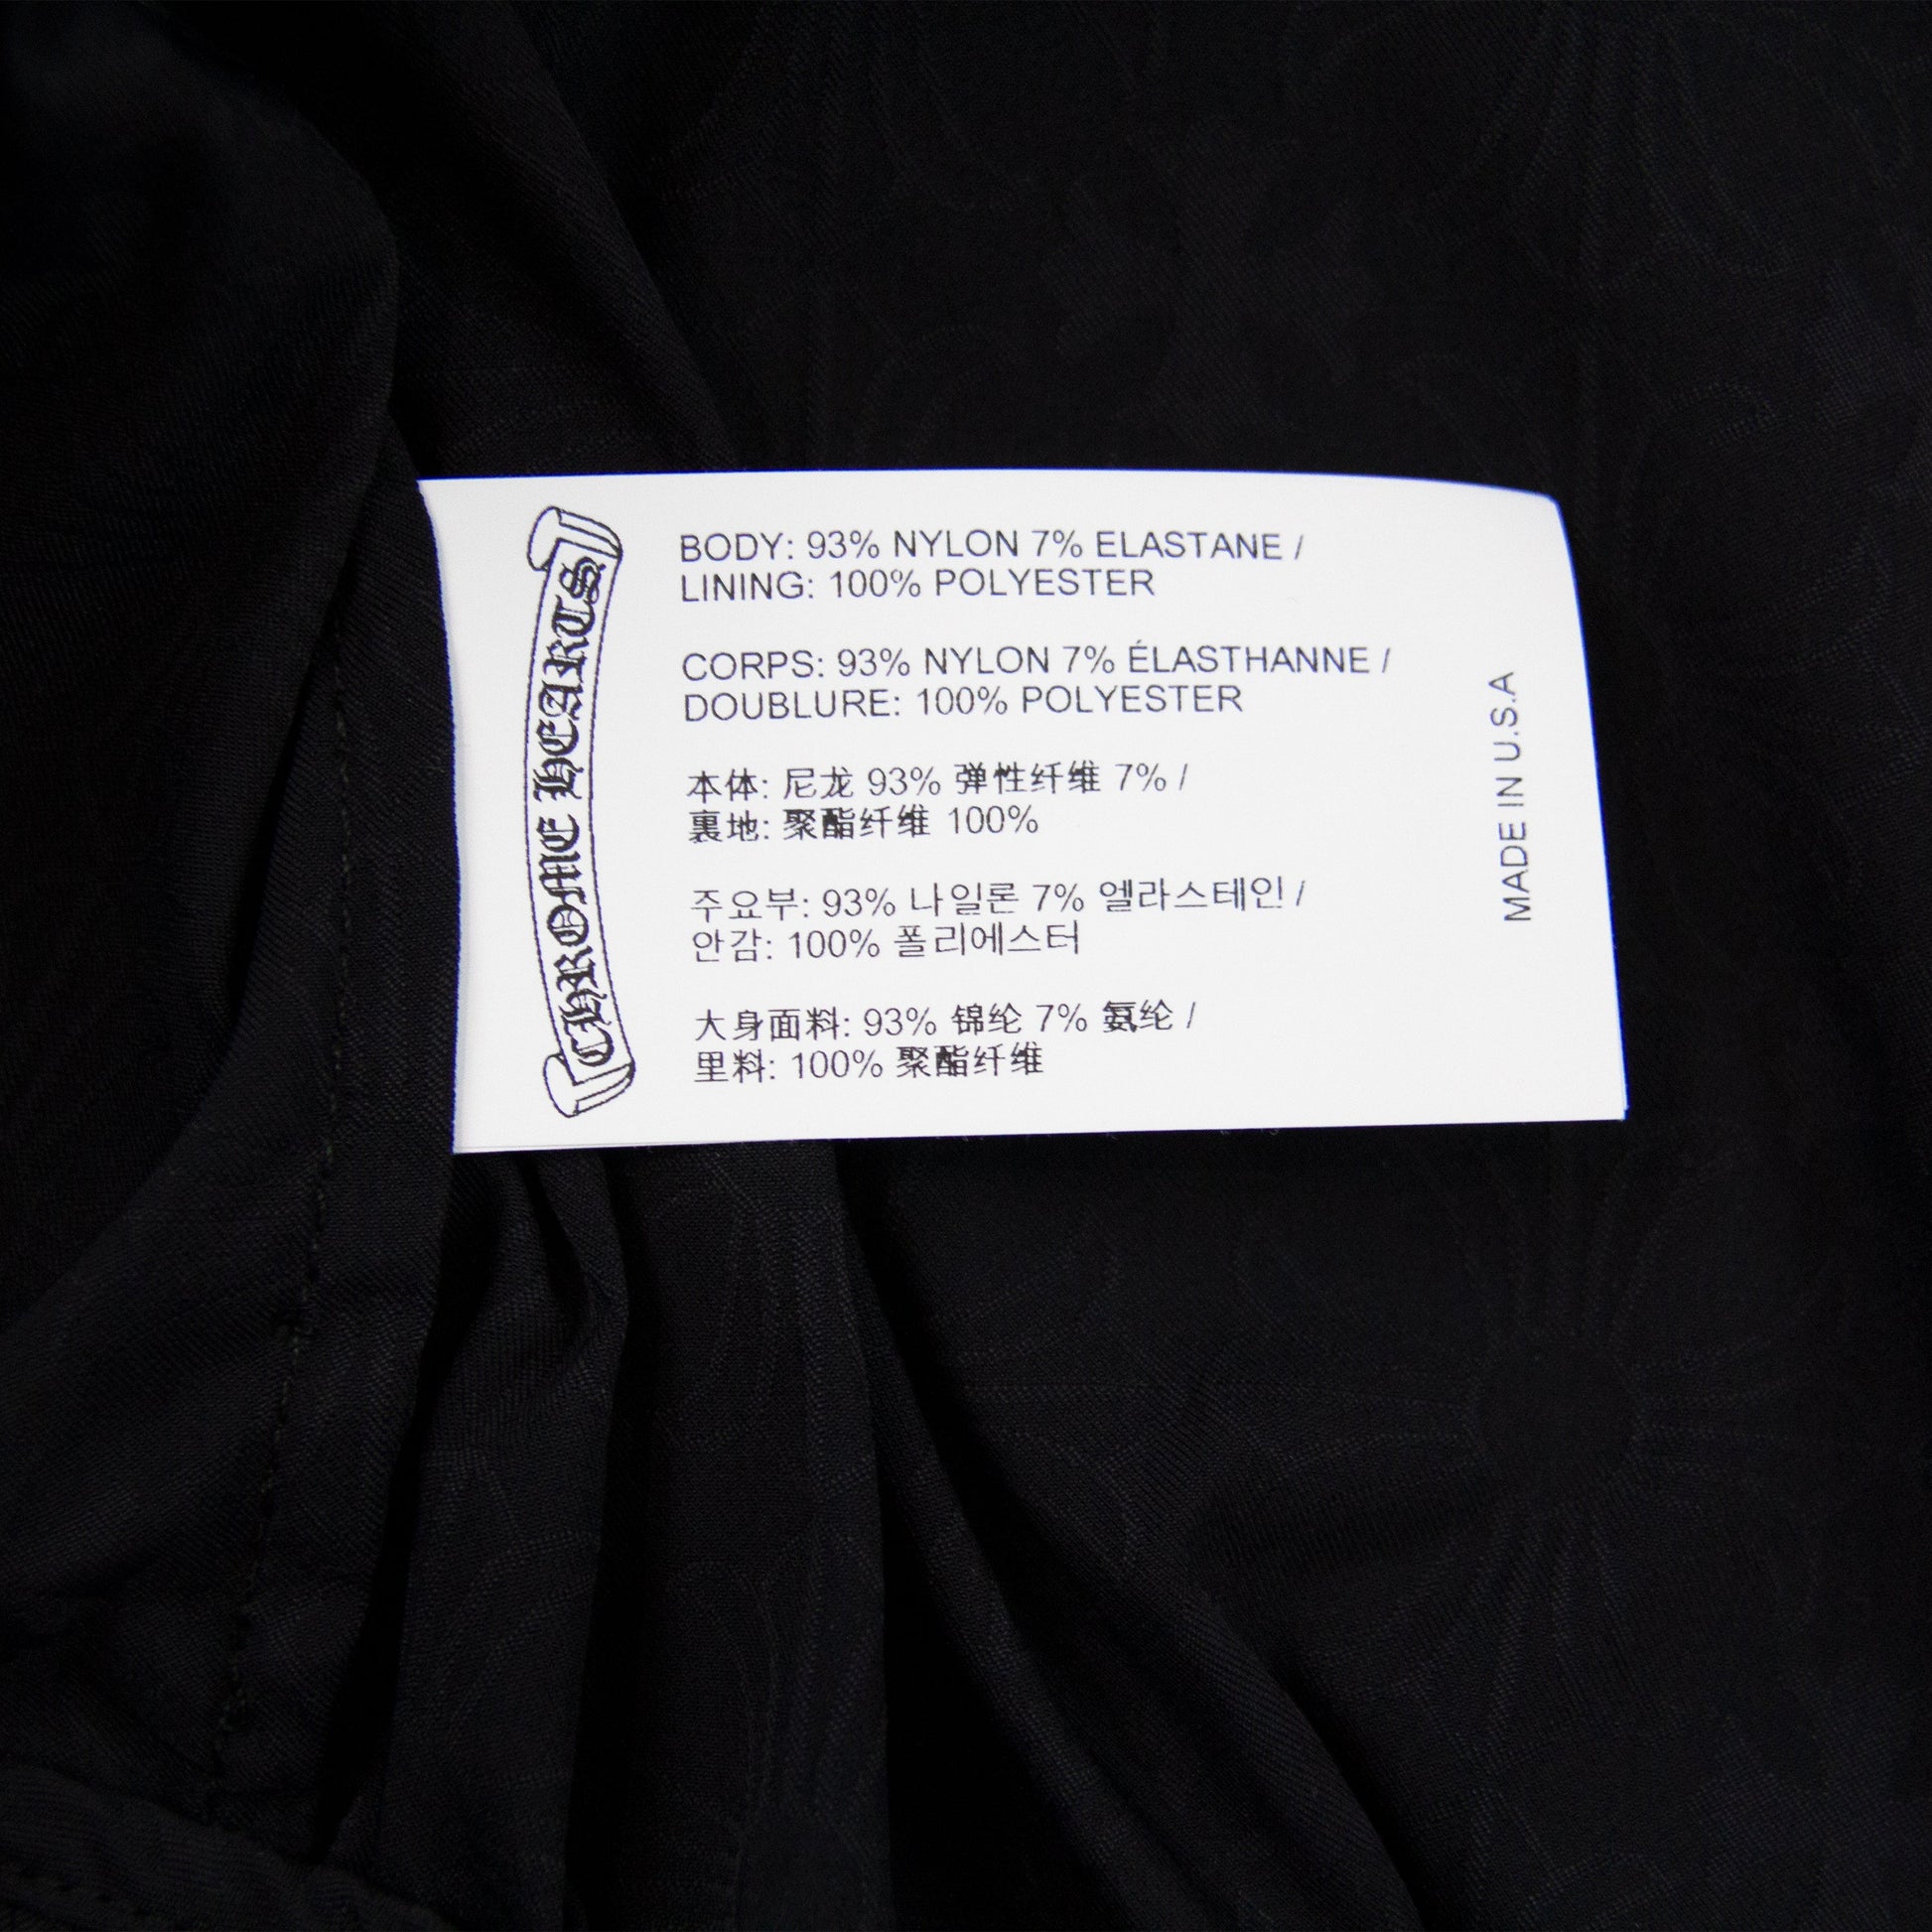 CHROME HEARTS
BODY: 93% NYLON 7% ELASTANE /
LINING: 100% POLYESTER
CORPS: 93% NYLON 7% ÉLASTHANNE /
DOUBLURE: 100% POLYESTER
本体: 尼龙 93% 弹性纤维 7% /
裏地: 聚酯纤维 100%
주요부: 93% 나일론 7% 엘라스테인 /
안감: 100% 폴리에스터
大身面料: 93% 锦纶 7% 氨纶 /
里料: 100% 聚酯纤维
MADE IN U.S.A